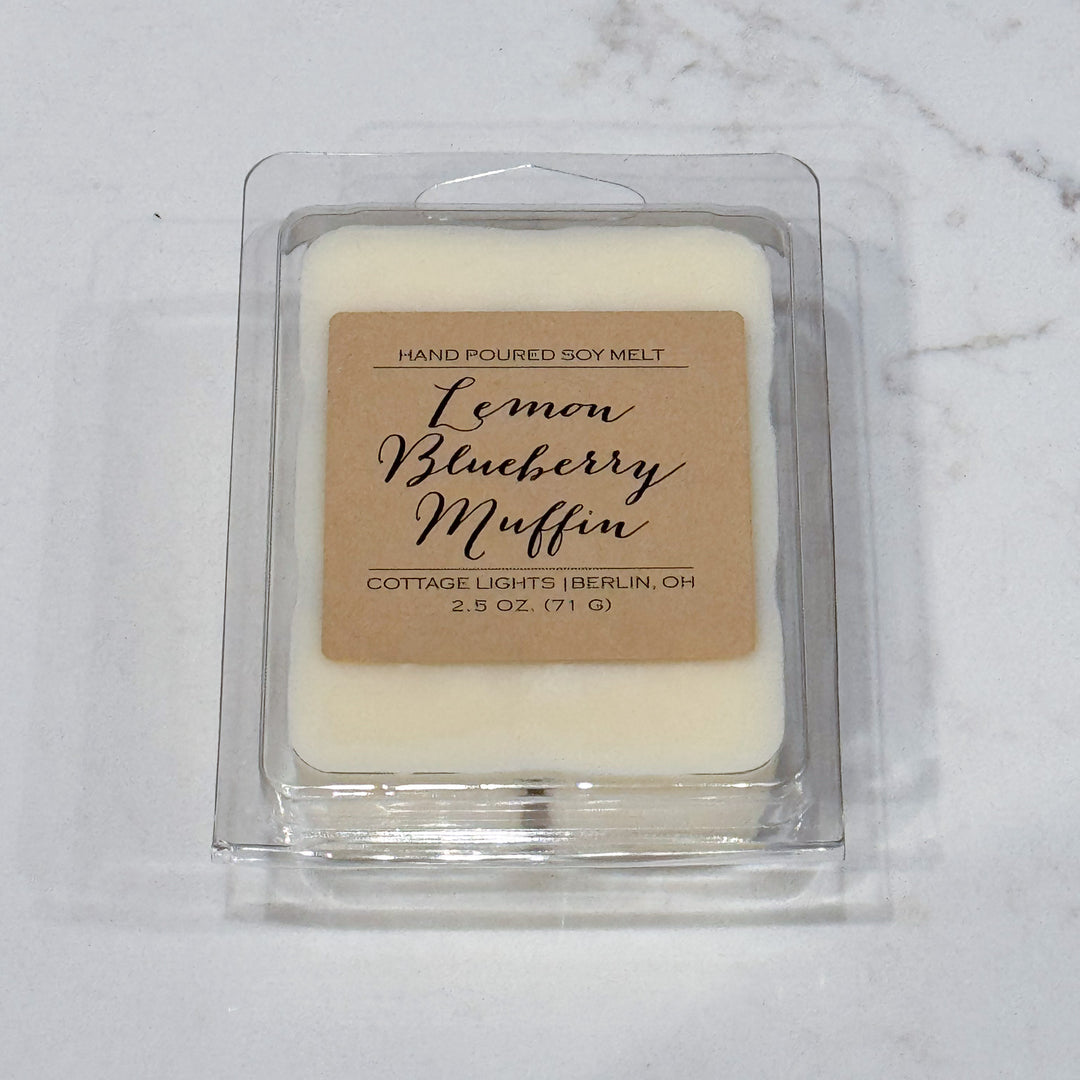 HAND POURED SOY MELT
Lemon
Blueberry
Muffin
COTTAGE LIGHTS | BERLIN, OH
2.5 OZ. (71 G)